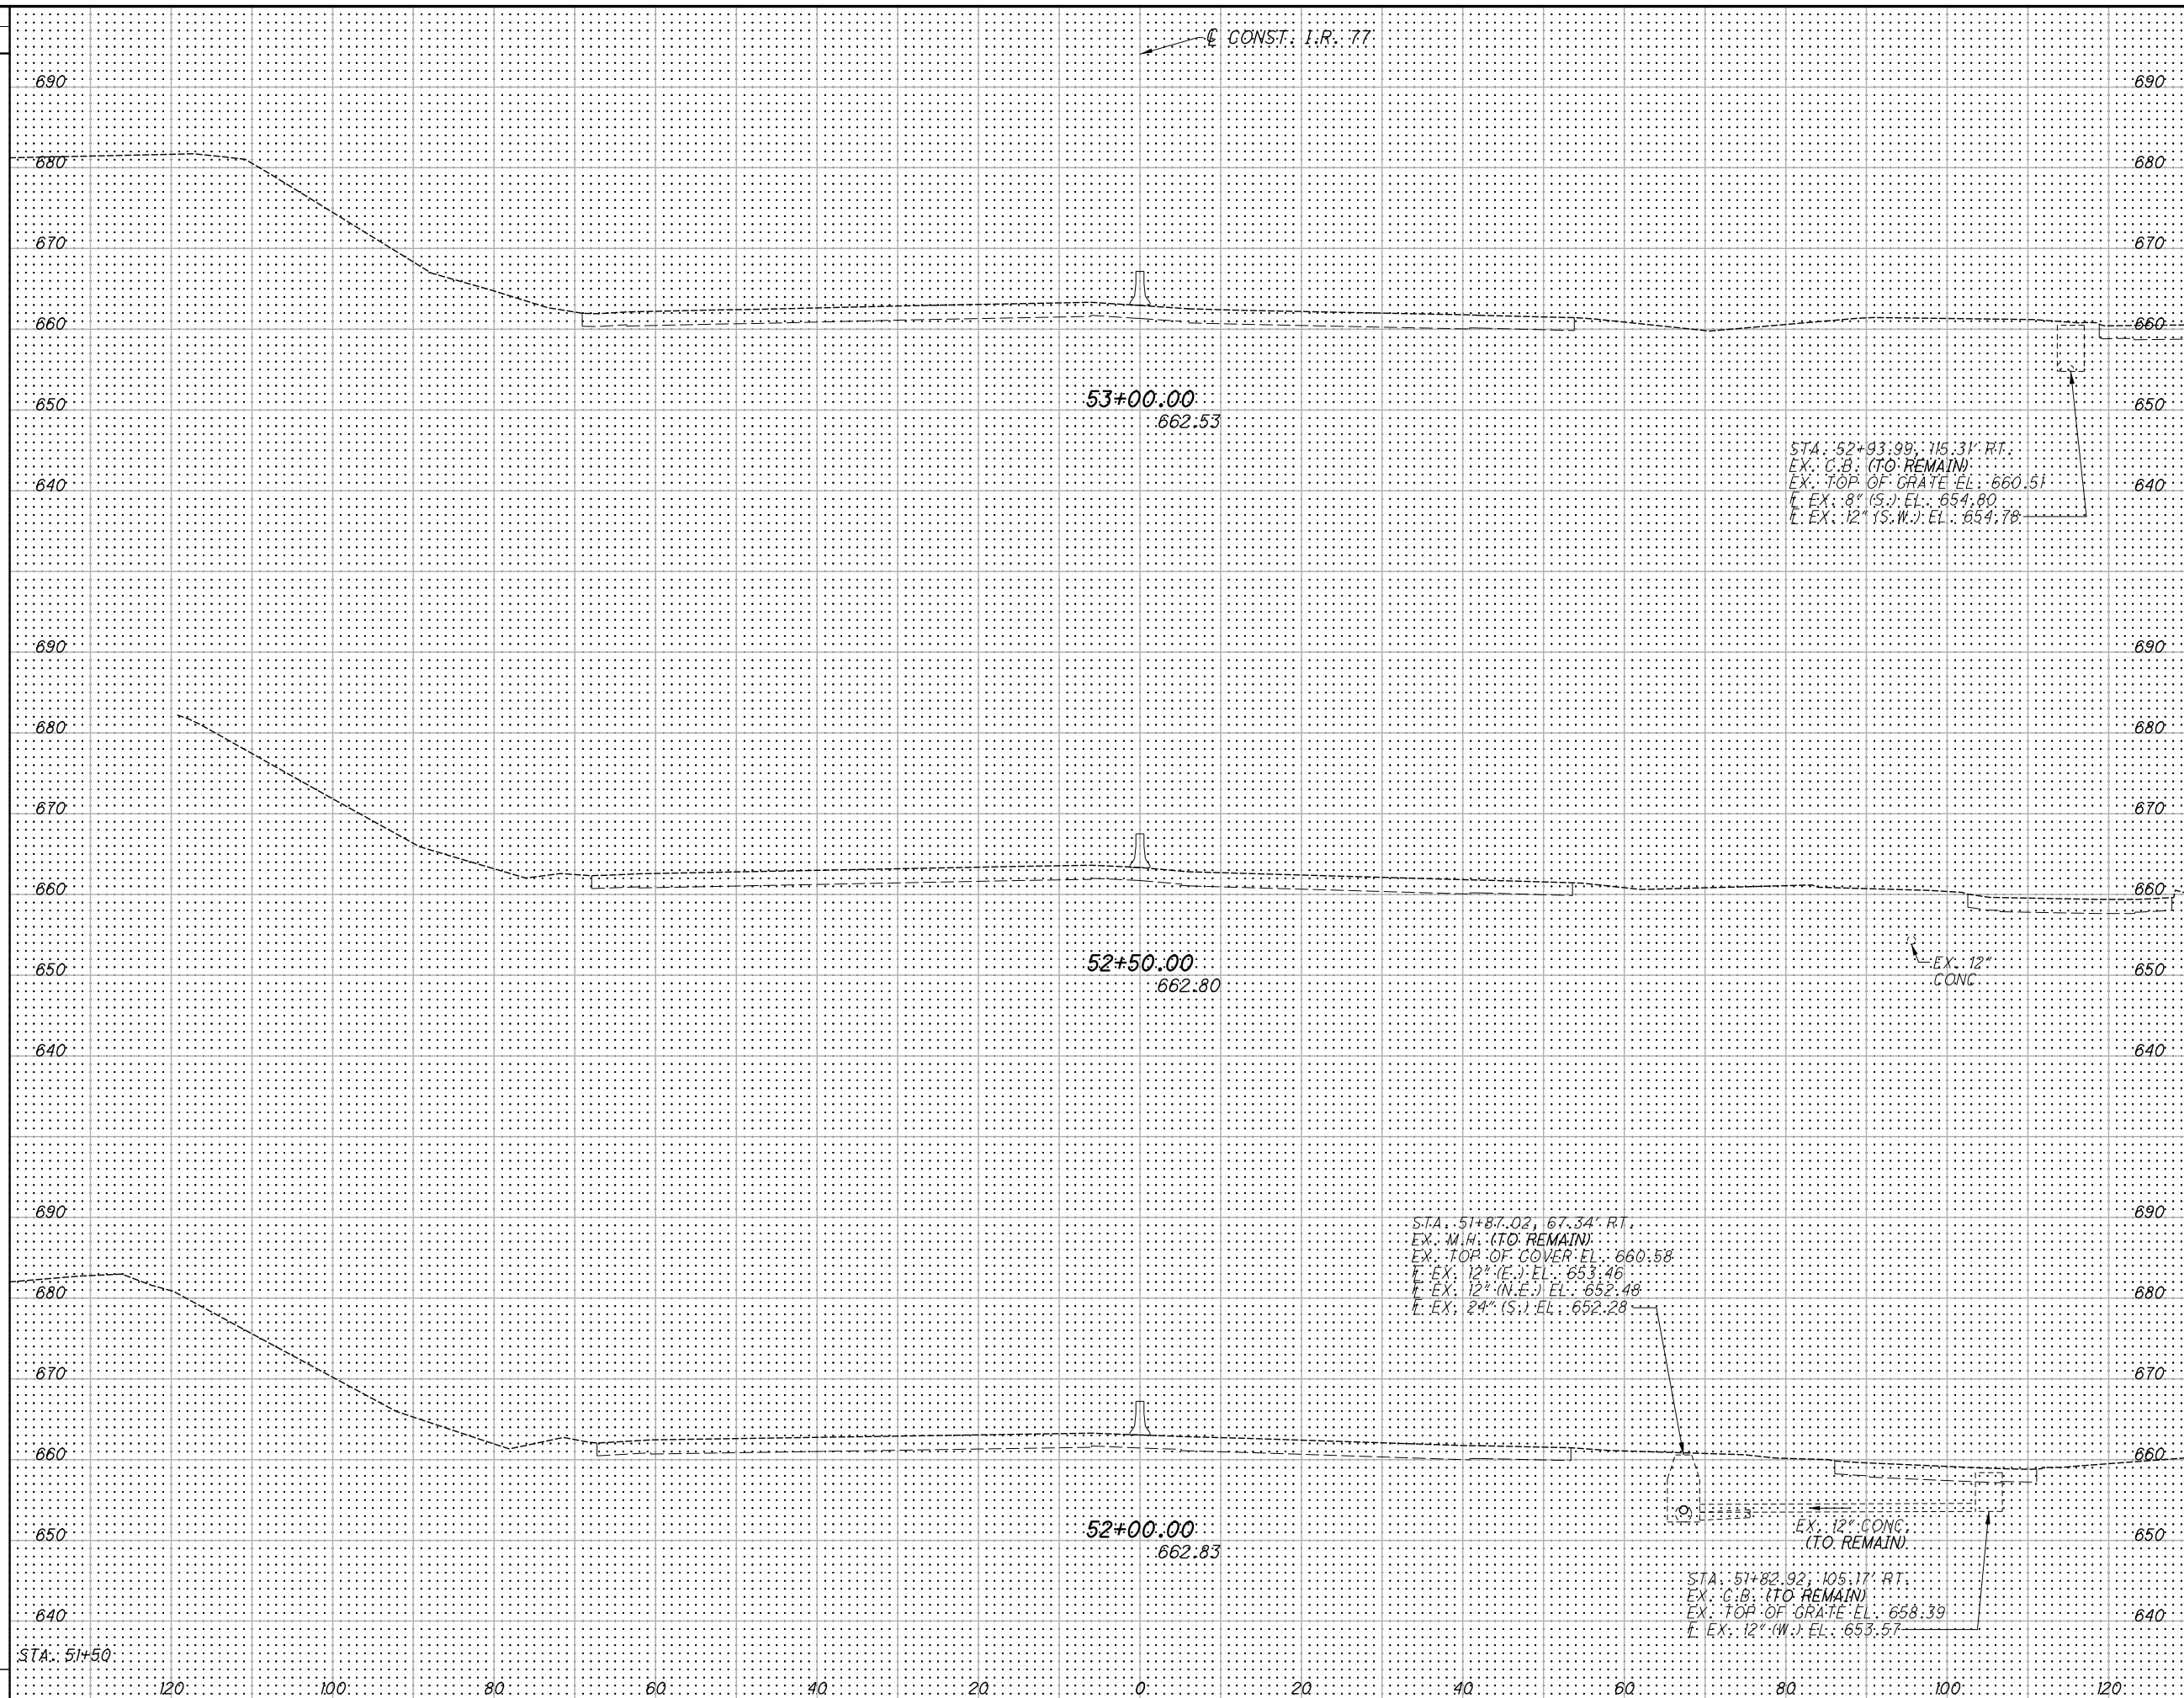 ℄ CONST. I.R. 77
690 690
680 680
670 670
660 660
53+00.00
650 650
662.53
STA. 52+93.99, 115.31' RT.
EX. C.B. (TO REMAIN)
640 640
EX. TOP OF GRATE EL. 660.51
FL EX. 8" (S.) EL. 654.80
FL EX. 12" (S.W.) EL. 654.78
690 690
680 680
670 670
660 660
52+50.00
650 650
EX. 12"
CONC
662.80
640 640
690 690
STA. 51+87.02, 67.34' RT.
EX. M.H. (TO REMAIN)
EX. TOP OF COVER EL. 660.58
FL EX. 12" (E.) EL. 653.46
FL EX. 12" (N.E.) EL. 652.48
FL EX. 24" (S.) EL. 652.28
680 680
670 670
660 660
52+00.00
650 650
EX. 12" CONC.
(TO REMAIN)
662.83
STA. 51+82.92, 105.17' RT.
EX. C.B. (TO REMAIN)
EX. TOP OF GRATE EL. 658.39
FL EX. 12" (W.) EL. 653.57
640 640
STA. 51+50
120 100 80 60 40 20 0 20 40 60 80 100 120